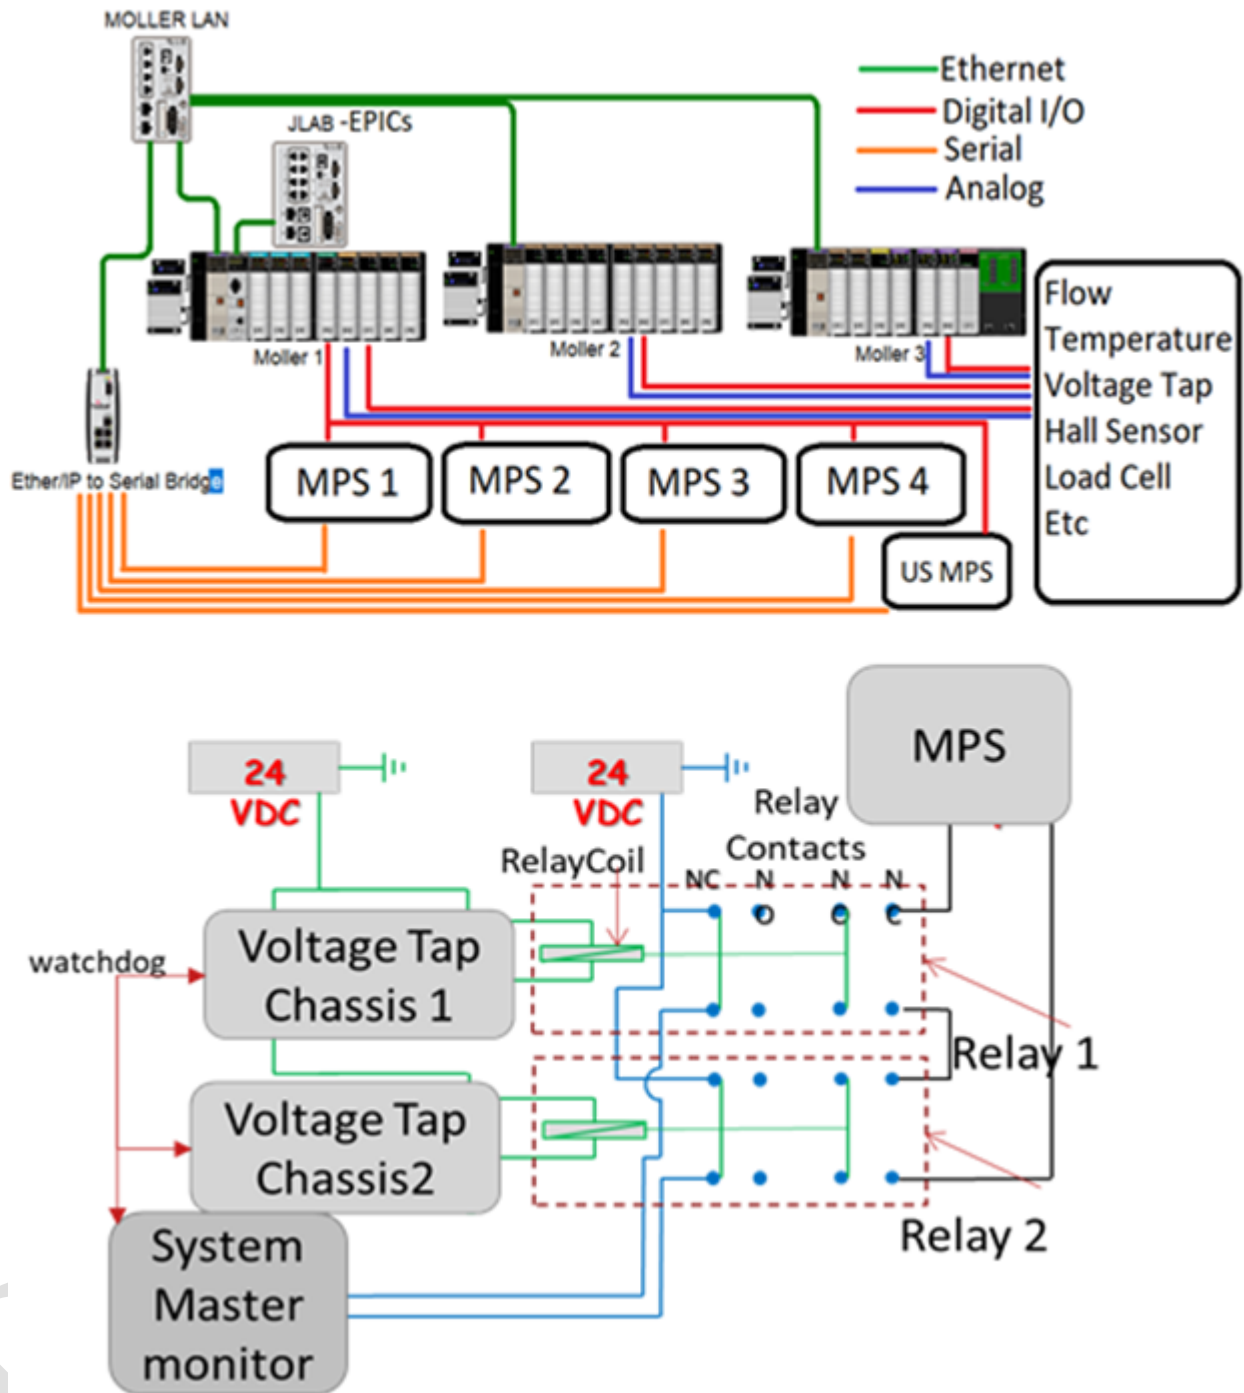 MOLLER LAN
JLAB -EPICs
Ethernet
Digital I/O
Serial
Analog
Moller 1
Moller 2
Moller 3
Flow
Temperature
Voltage Tap
Hall Sensor
Load Cell
Etc
Ether/IP to Serial Bridge
MPS 1
MPS 2
MPS 3
MPS 4
US MPS
MPS
24
VDC
24
VDC
Relay
Contacts
RelayCoil
NC
N
O
N
O
N
C
watchdog
Voltage Tap
Chassis 1
Relay 1
Voltage Tap
Chassis2
Relay 2
System
Master
monitor